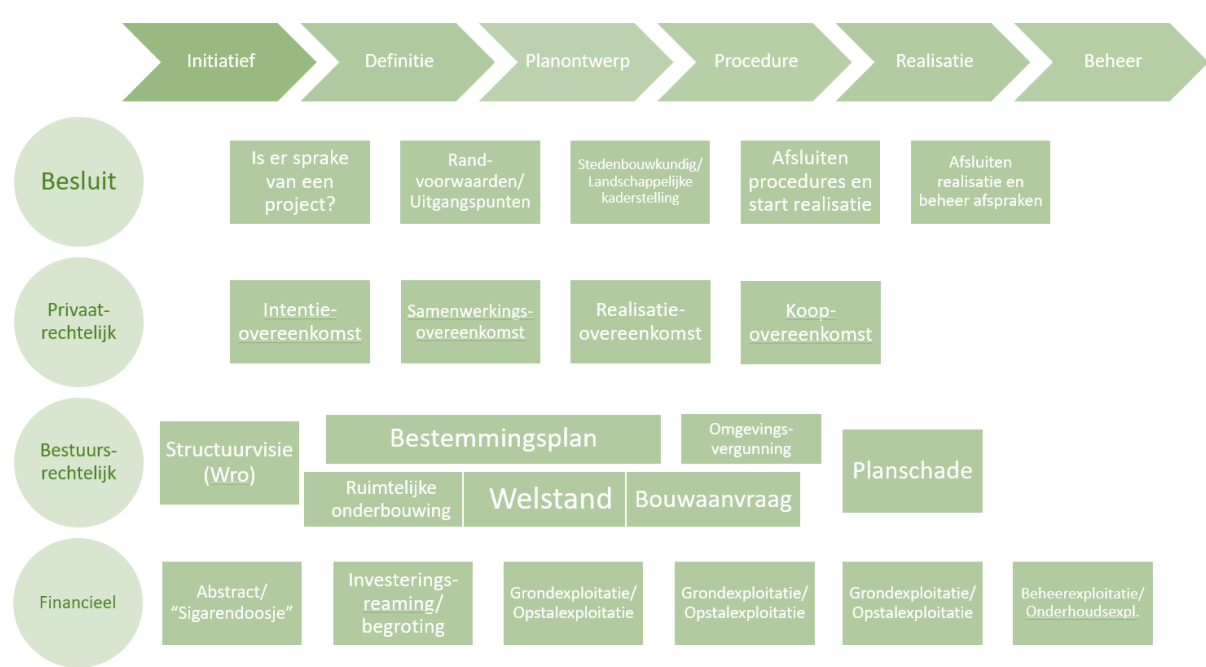 Initiatief
Definitie
Planontwerp
Procedure
Realisatie
Beheer
Besluit
Is er sprake
van een
project?
Rand-
voorwaarden/
Uitgangspunten
Stedenbouwkundig/
Landschappelijke
kaderstelling
Afsluiten
procedures en
start realisatie
Afsluiten
realisatie en
beheer afspraken
Privaat-
rechtelijk
Intentie-
overeenkomst
Samenwerkings-
overeenkomst
Realisatie-
overeenkomst
Koop-
overeenkomst
Bestuurs-
rechtelijk
Structuurvisie
(Wro)
Bestemmingsplan
Omgevings-
vergunning
Ruimtelijke
onderbouwing
Welstand
Bouwaanvraag
Planschade
Financieel
Abstract/
“Sigarendoosje”
Investerings-
reaming/
begroting
Grondexploitatie/
Opstalexploitatie
Grondexploitatie/
Opstalexploitatie
Grondexploitatie/
Opstalexploitatie
Beheerexploitatie/
Onderhoudsexpl.